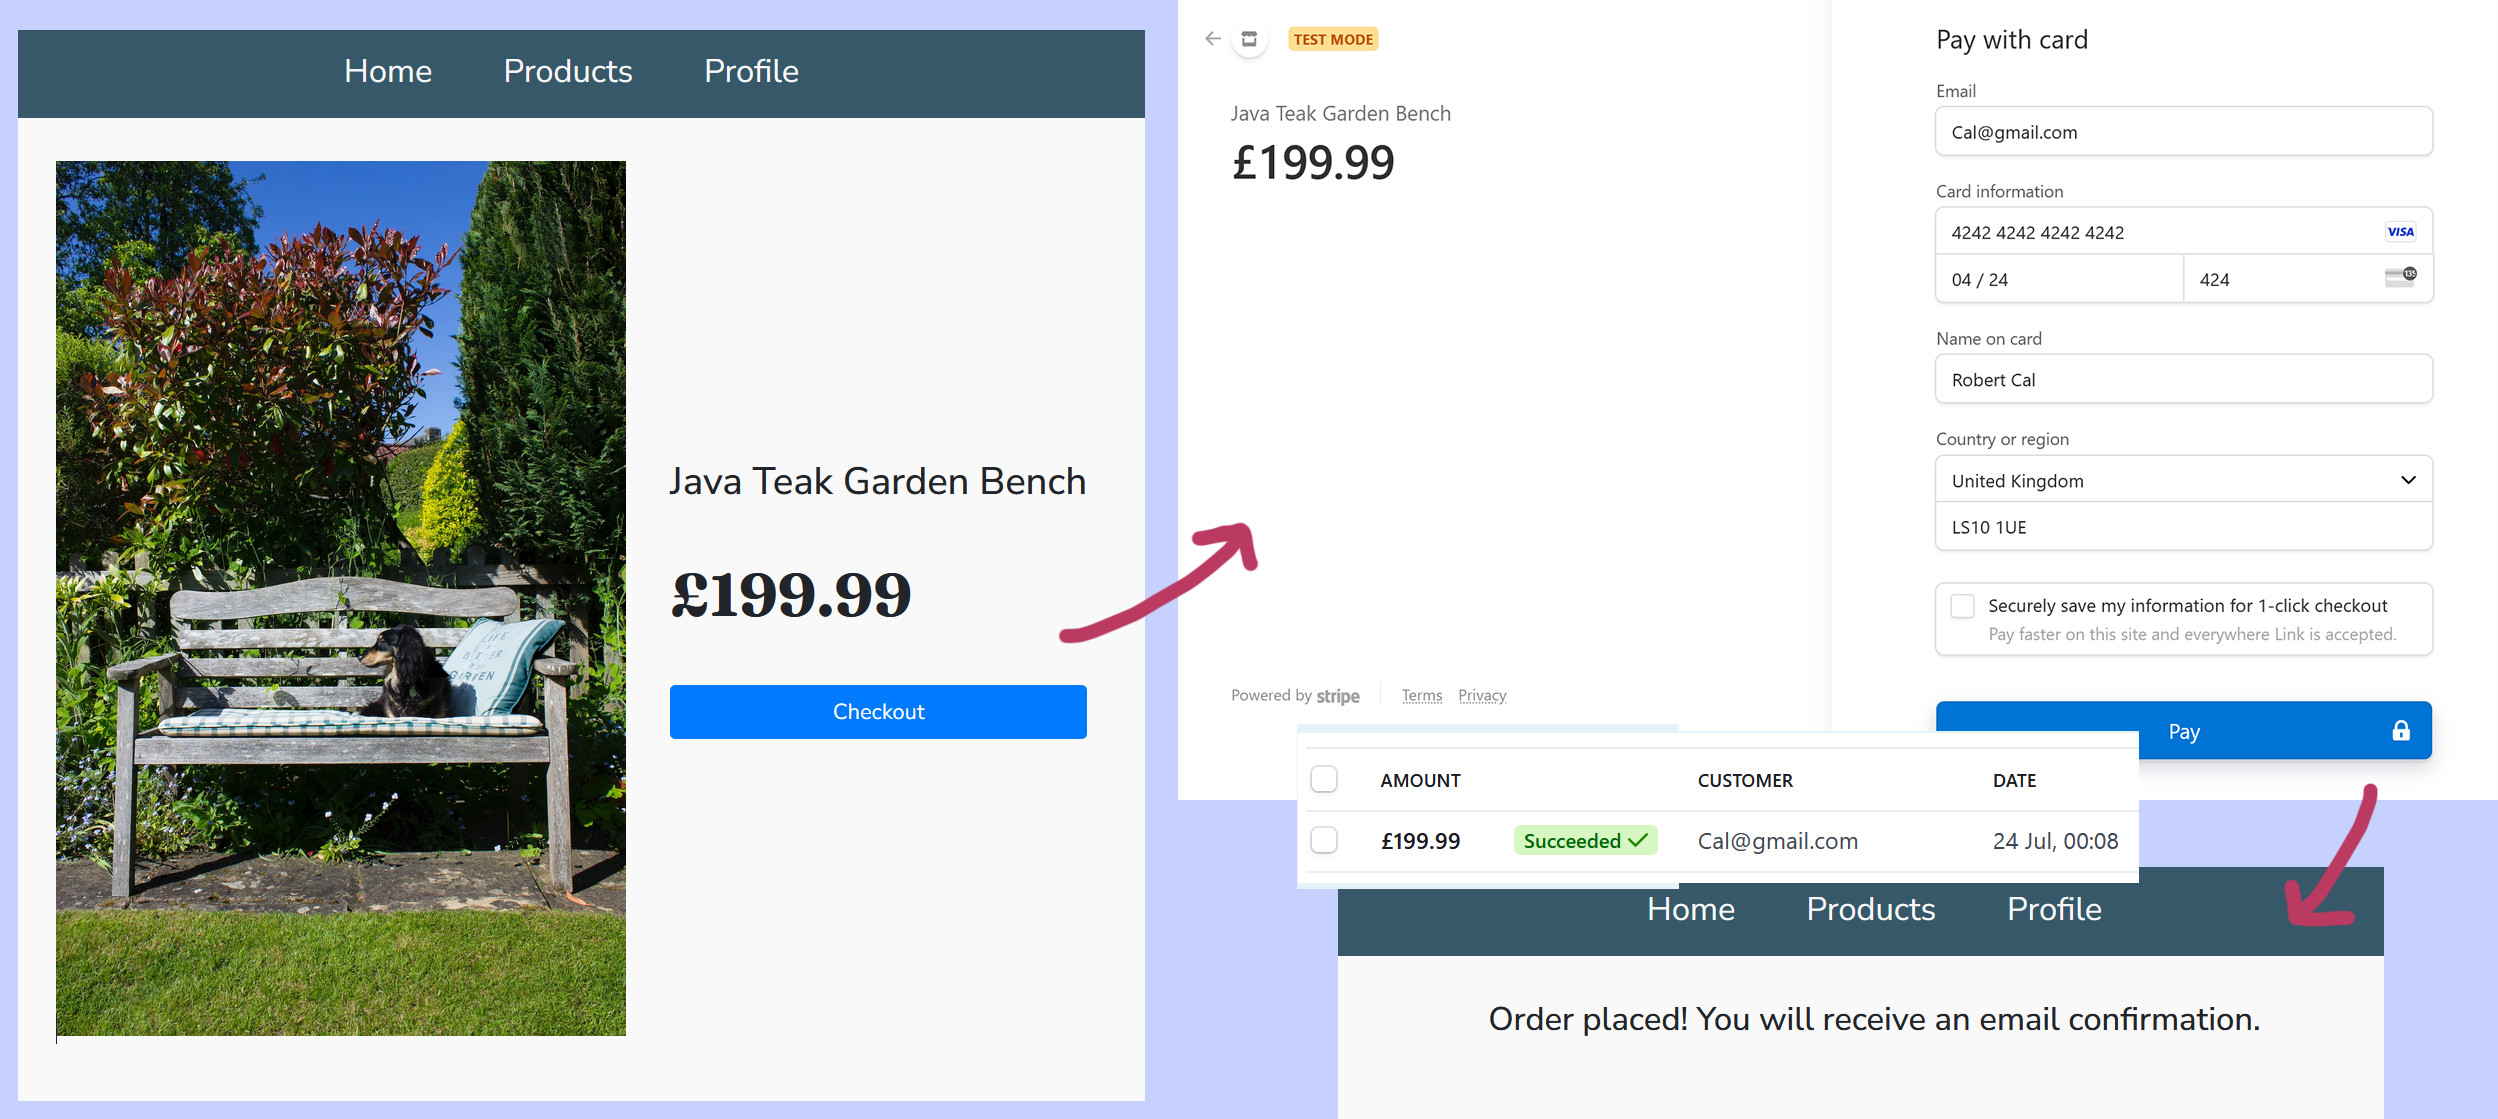 Home Products Profile
LIFE
GARDEN
Java Teak Garden Bench
£199.99
Checkout
TEST MODE
Java Teak Garden Bench
£199.99
Powered by stripe
Terms Privacy
Pay with card
Email
Cal@gmail.com
Card information
4242 4242 4242 4242 VISA
04 / 24 424 135
Name on card
Robert Cal
Country or region
United Kingdom
LS10 1UE
Securely save my information for 1-click checkout
Pay faster on this site and everywhere Link is accepted.
Pay
AMOUNT CUSTOMER DATE
£199.99 Succeeded Cal@gmail.com 24 Jul, 00:08
Home Products Profile
Order placed! You will receive an email confirmation.